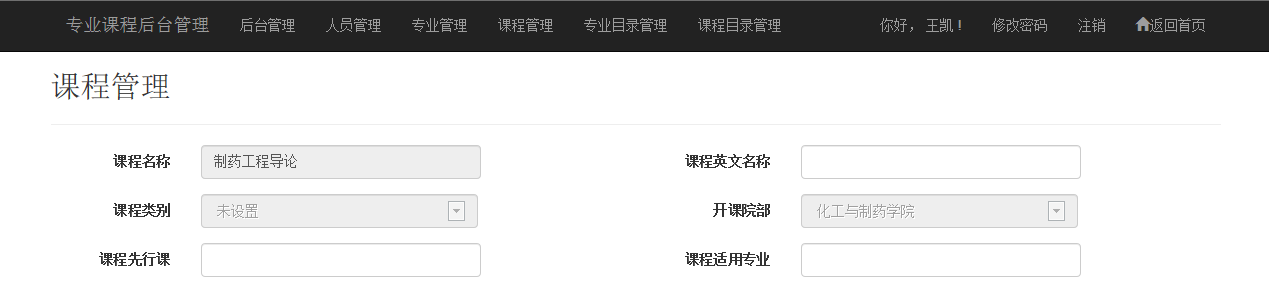 专业课程后台管理 后台管理 人员管理 专业管理 课程管理 专业目录管理 课程目录管理 你好， 王凯！ 修改密码 注销 返回首页
课程管理
课程名称 制药工程导论 课程英文名称
课程类别 未设置 开课院部 化工与制药学院
课程先行课 课程适用专业